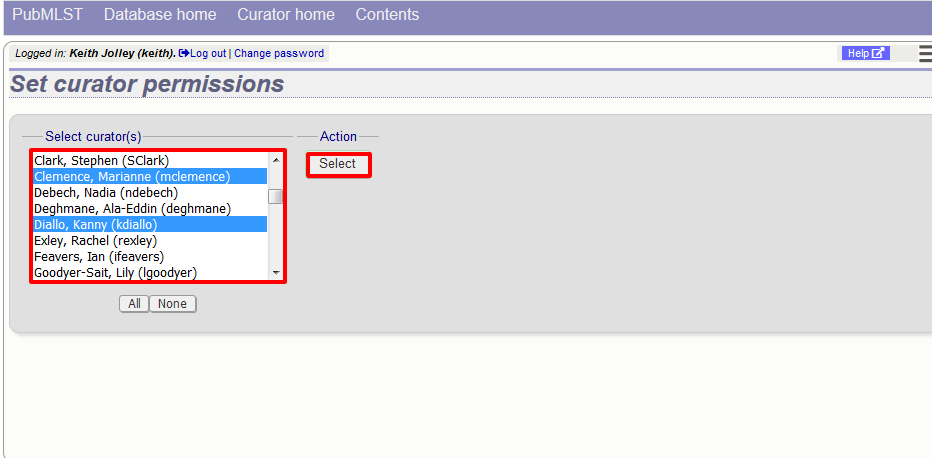 PubMLST Database home Curator home Contents
Logged in: Keith Jolley (keith). Log out | Change password Help
Set curator permissions
Select curator(s) Action
Clark, Stephen (SClark) Select
Clemence, Marianne (mclemence)
Debech, Nadia (ndebech)
Deghmane, Ala-Eddin (deghmane)
Diallo, Kanny (kdiallo)
Exley, Rachel (rexley)
Feavers, Ian (ifeavers)
Goodyer-Sait, Lily (lgoodyer)
All None